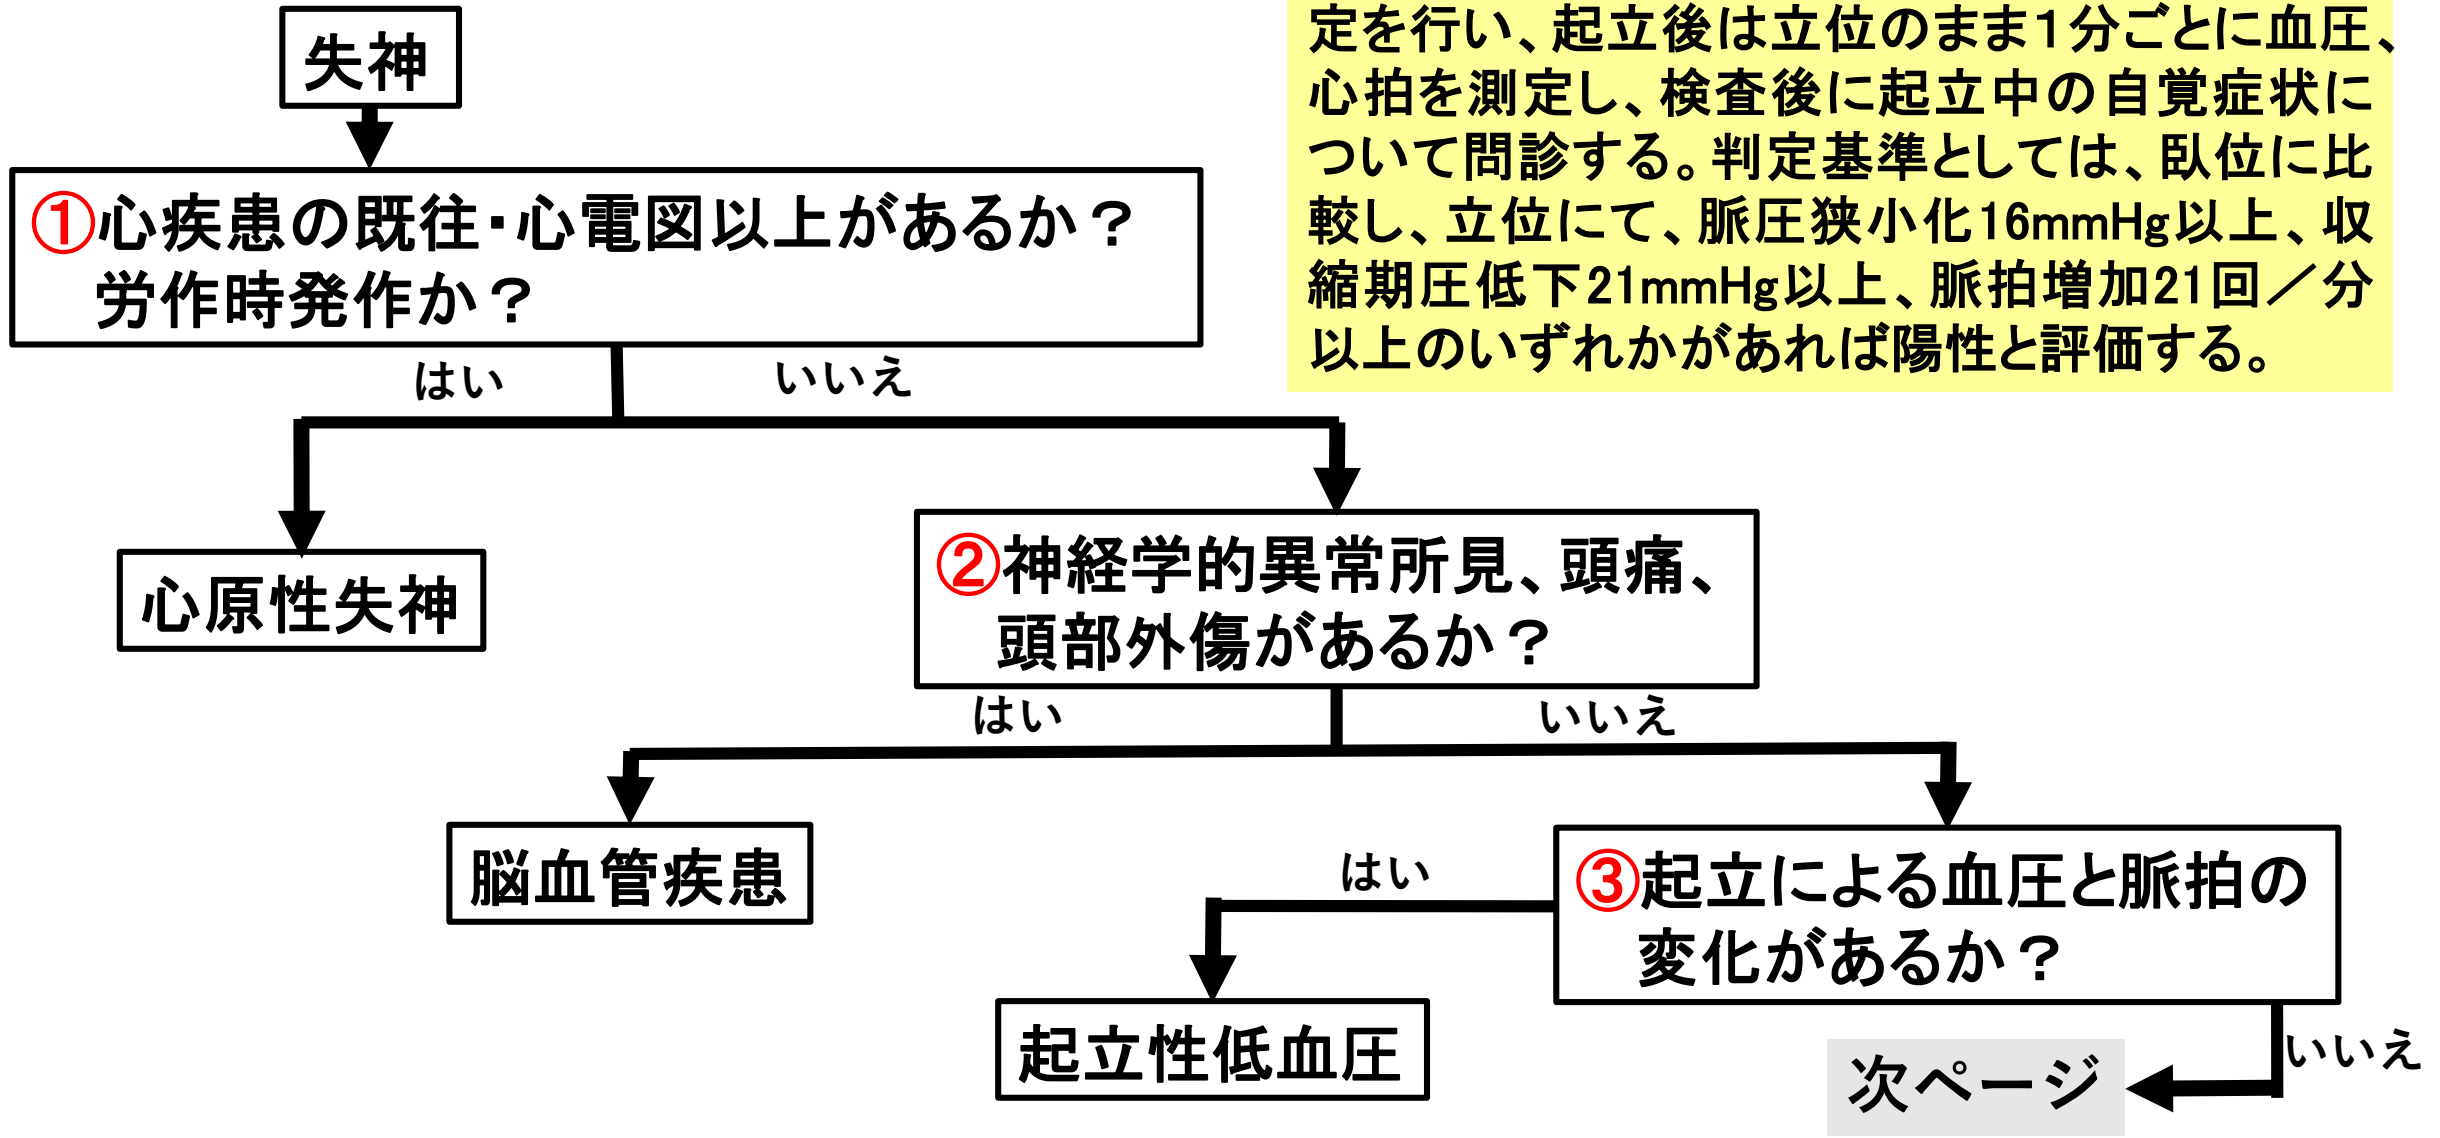 定を行い、起立後は立位のまま１分ごとに血圧、
心拍を測定し、検査後に起立中の自覚症状に
ついて問診する。判定基準としては、臥位に比
較し、立位にて、脈圧狭小化16mmHg以上、収
縮期圧低下21mmHg以上、脈拍増加21回／分
以上のいずれかがあれば陽性と評価する。
失神
①心疾患の既往・心電図以上があるか？
労作時発作か？
はい
いいえ
心原性失神
②神経学的異常所見、頭痛、
頭部外傷があるか？
はい
いいえ
脳血管疾患
③起立による血圧と脈拍の
変化があるか？
はい
いいえ
起立性低血圧
次ページ